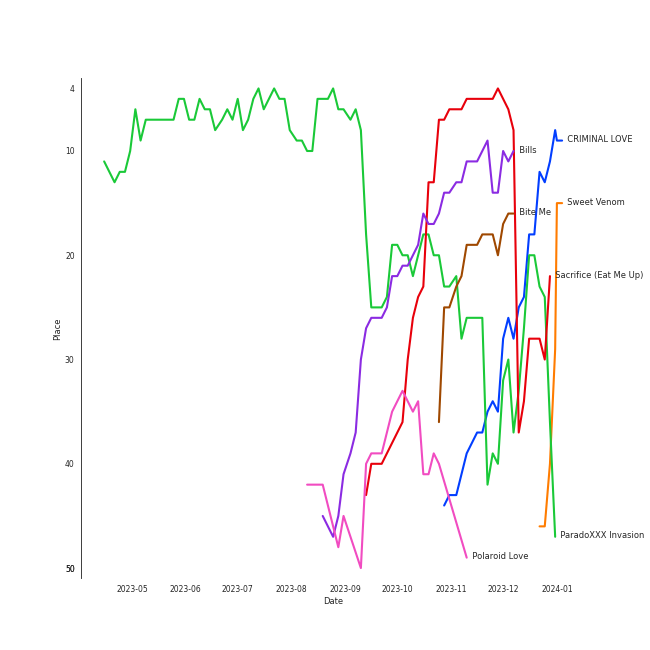 4
10
20
30
40
50
Place
CRIMINAL LOVE
Bills
Sweet Venom
Bite Me
Sacrifice (Eat Me Up)
ParadoXXX Invasion
Polaroid Love
2023-05 2023-06 2023-07 2023-08 2023-09 2023-10 2023-11 2023-12 2024-01
Date